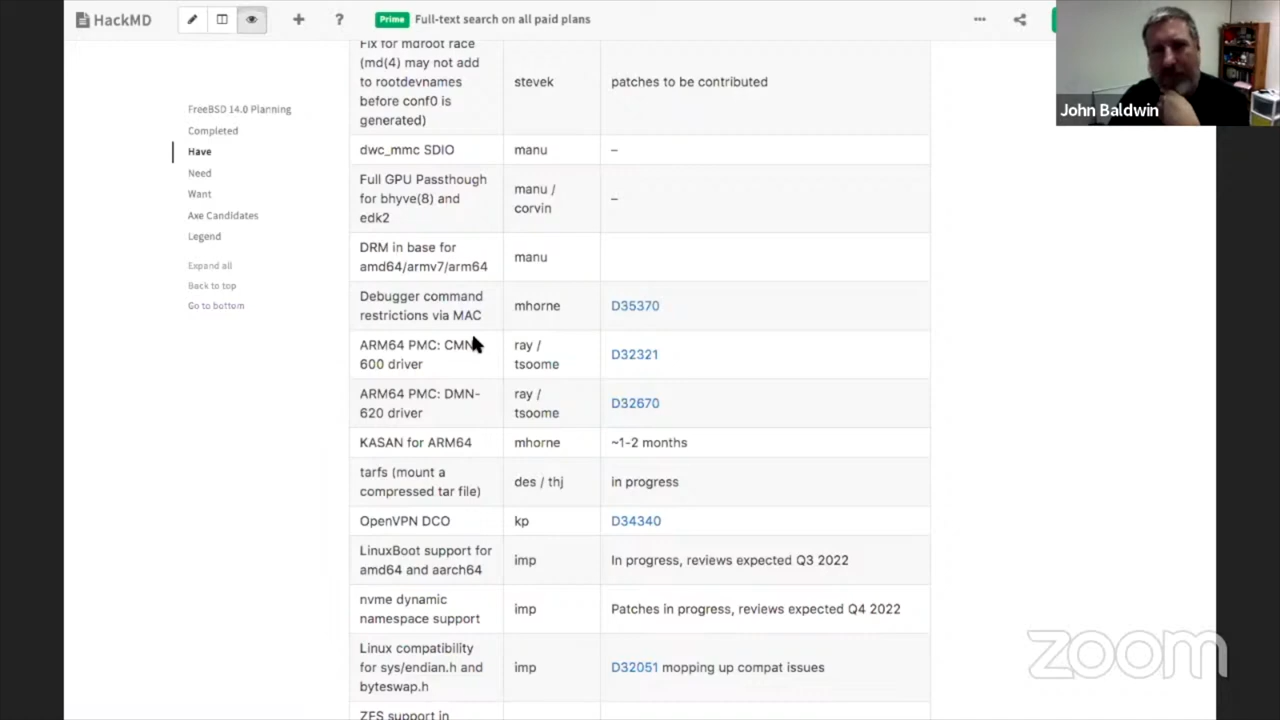 HackMD
?
Prime Full-text search on all paid plans
John Baldwin
FreeBSD 14.0 Planning
Completed
Have
Need
Want
Axe Candidates
Legend
Expand all
Back to top
Go to bottom
Fix for mdroot race
(md(4) may not add
to rootdevnames
before conf0 is
generated)
stevek
patches to be contributed
dwc_mmc SDIO
manu
–
Full GPU Passthough
for bhyve(8) and
edk2
manu /
corvin
–
DRM in base for
amd64/armv7/arm64
manu
Debugger command
restrictions via MAC
mhorne
D35370
ARM64 PMC: CMN-
600 driver
ray /
tsoome
D32321
ARM64 PMC: DMN-
620 driver
ray /
tsoome
D32670
KASAN for ARM64
mhorne
~1-2 months
tarfs (mount a
compressed tar file)
des / thj
in progress
OpenVPN DCO
kp
D34340
LinuxBoot support for
amd64 and aarch64
imp
In progress, reviews expected Q3 2022
nvme dynamic
namespace support
imp
Patches in progress, reviews expected Q4 2022
Linux compatibility
for sys/endian.h and
byteswap.h
imp
D32051 mopping up compat issues
ZFS support in
zoom